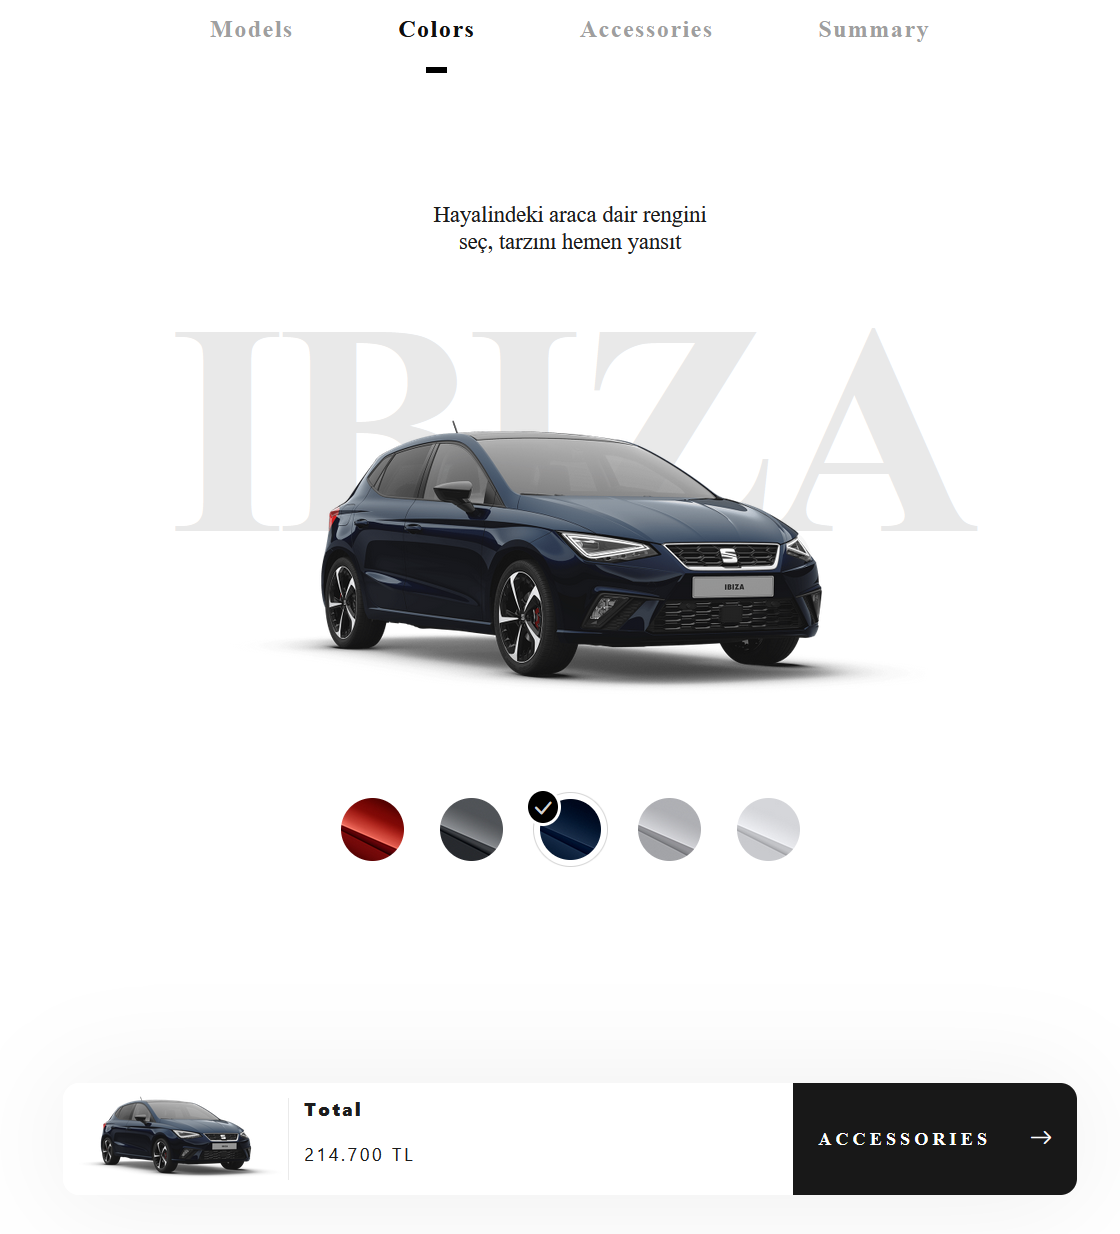 Models
Colors
Accessories
Summary
Hayalindeki araca dair rengini
seç, tarzını hemen yansıt
IBIZA
IBIZA
Total
214.700 TL
ACCESSORIES